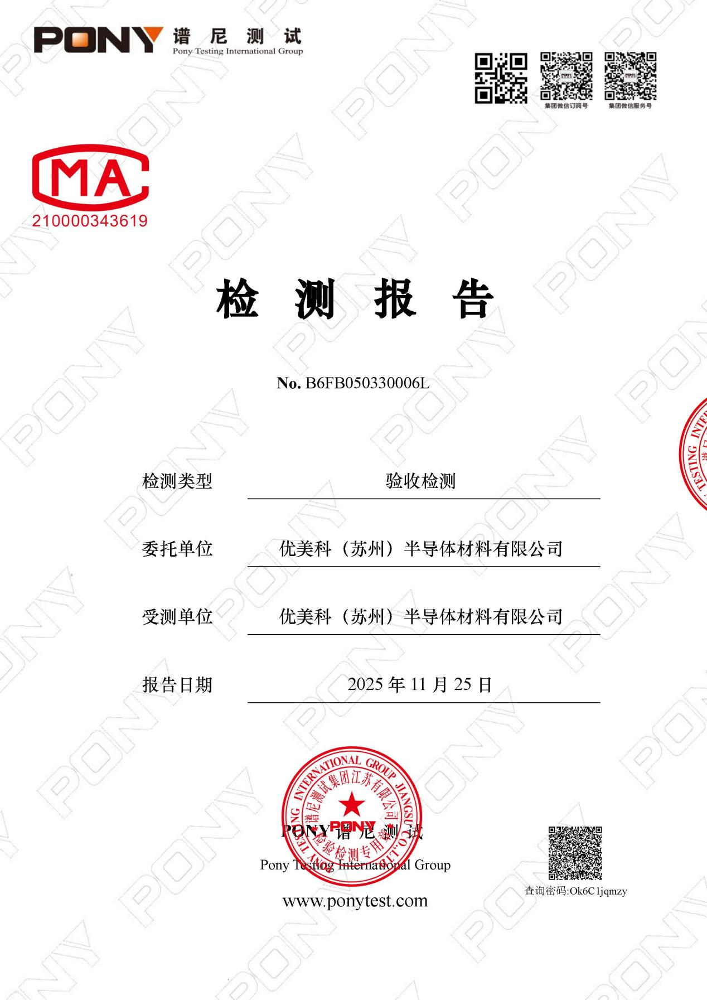 PONY 谱尼测试
Pony Testing International Group
集团微信订阅号
集团微信服务号
MA
210000343619
检测报告
No. B6FB050330006L
检测类型 验收检测
委托单位 优美科（苏州）半导体材料有限公司
受测单位 优美科（苏州）半导体材料有限公司
报告日期 2025 年 11 月 25 日
PONY TESTING INTERNATIONAL GROUP JIANGSU CO.,LTD.
谱尼测试集团江苏有限公司
PONY
检验检测专用章
PONY 谱尼测试
Pony Testing International Group
www.ponytest.com
查询密码:Ok6C1jqmzy